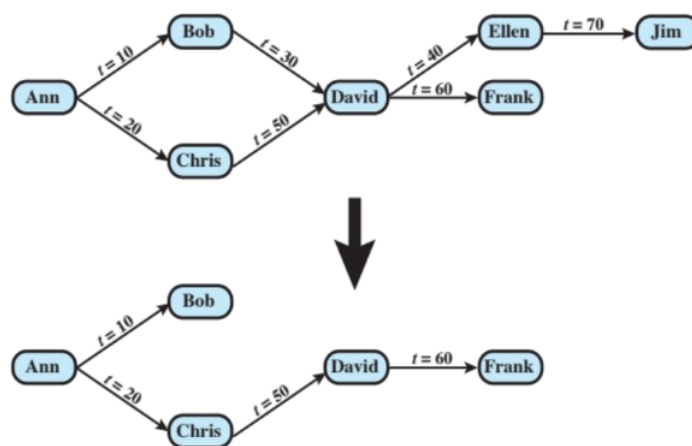 Bob
Ellen
t = 70
Jim
t = 10
t = 30
t = 40
Ann
David
t = 60
Frank
t = 20
t = 50
Chris
Bob
t = 10
Ann
David
t = 60
Frank
t = 20
t = 50
Chris